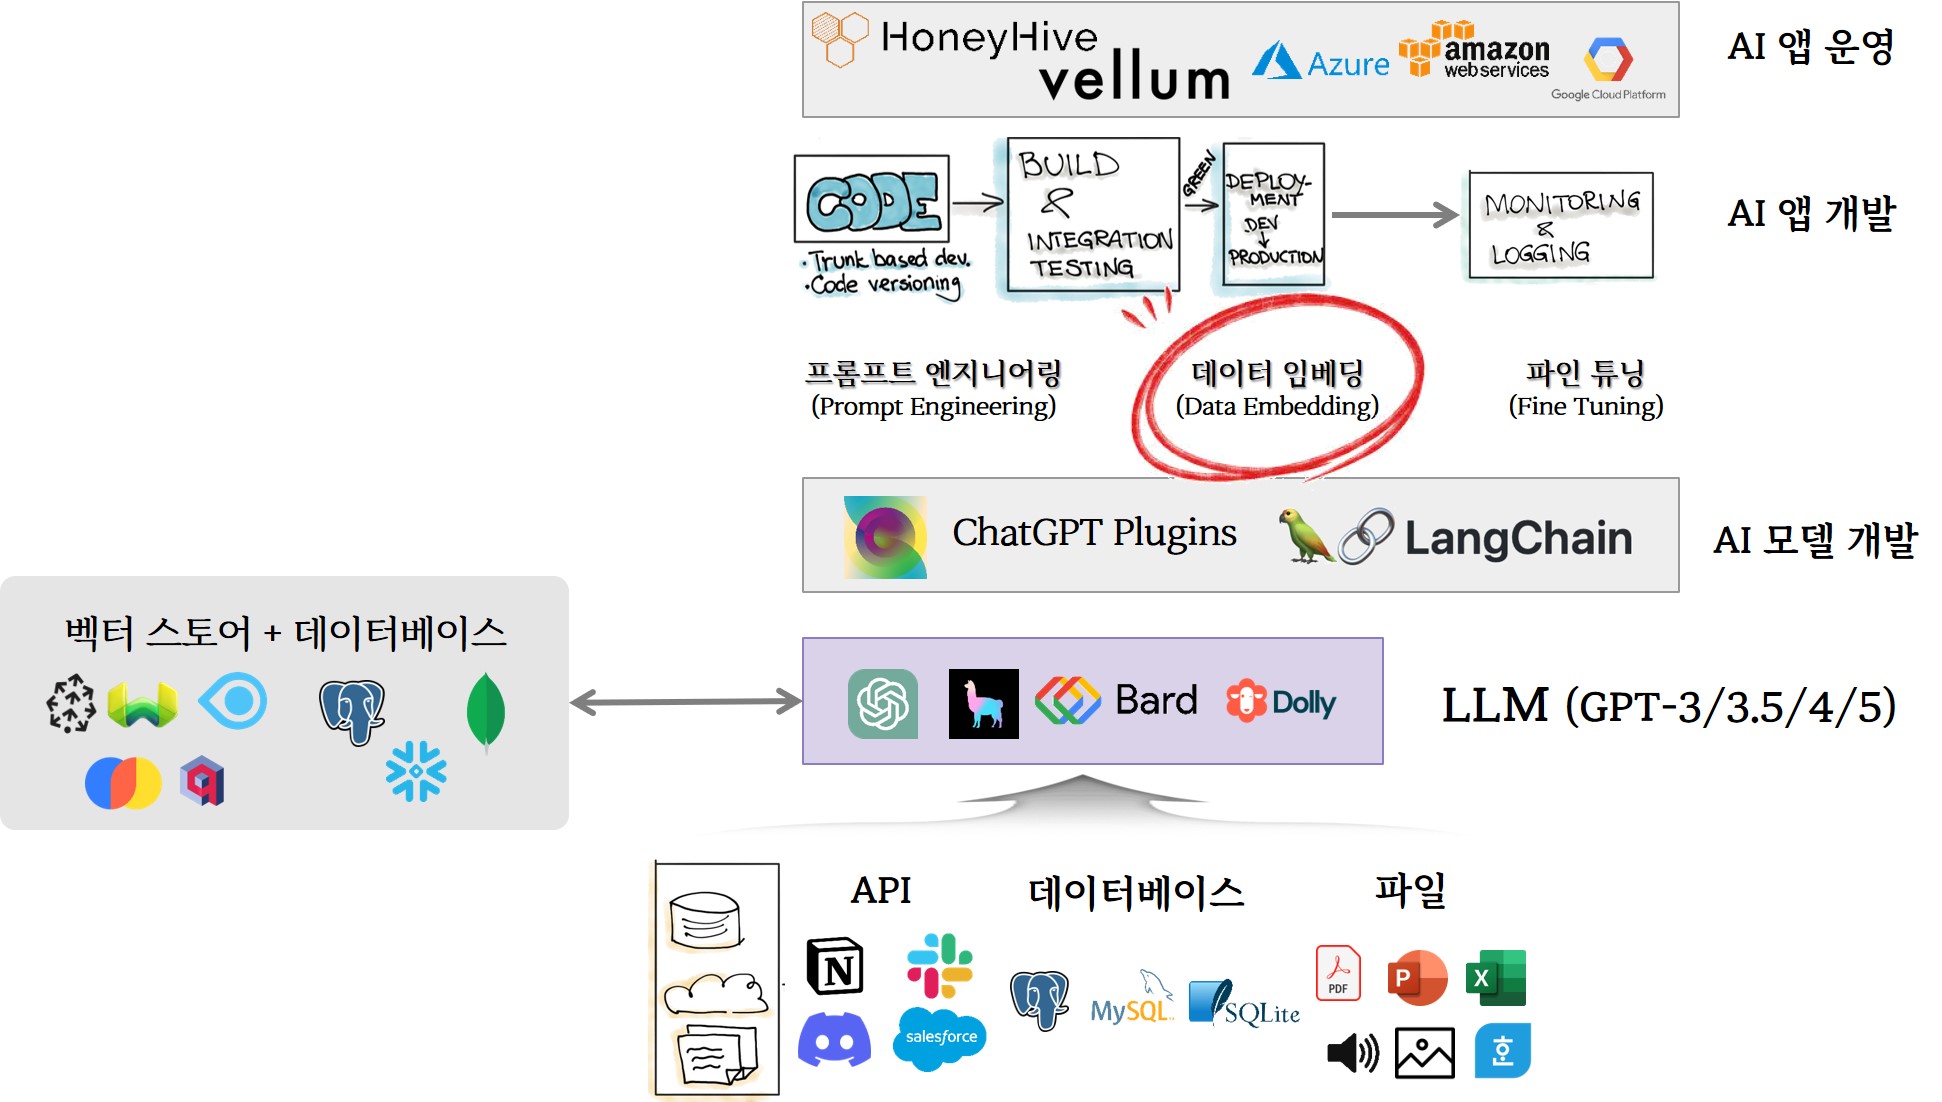 HoneyHive
vellum
Azure
amazon
webservices
Google Cloud Platform
AI 앱 운영
CODE
· Trunk based dev.
· Code versioning
BUILD
&
INTEGRATION
TESTING
GREEN
DEPLOY-
MENT
DEV
↓
PRODUCTION
MONITORING
&
LOGGING
AI 앱 개발
프롬프트 엔지니어링
(Prompt Engineering)
데이터 임베딩
(Data Embedding)
파인 튜닝
(Fine Tuning)
ChatGPT Plugins
LangChain
AI 모델 개발
벡터 스토어 + 데이터베이스
Bard
Dolly
LLM (GPT-3/3.5/4/5)
API
데이터베이스
파일
N
salesforce
MySQL
SQLite
PDF
P
X
호